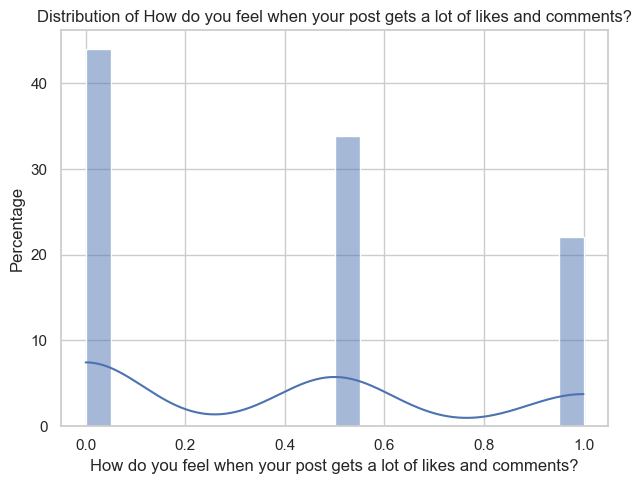 Distribution of How do you feel when your post gets a lot of likes and comments?
40
30
20
10
0
Percentage
0.0 0.2 0.4 0.6 0.8 1.0
How do you feel when your post gets a lot of likes and comments?